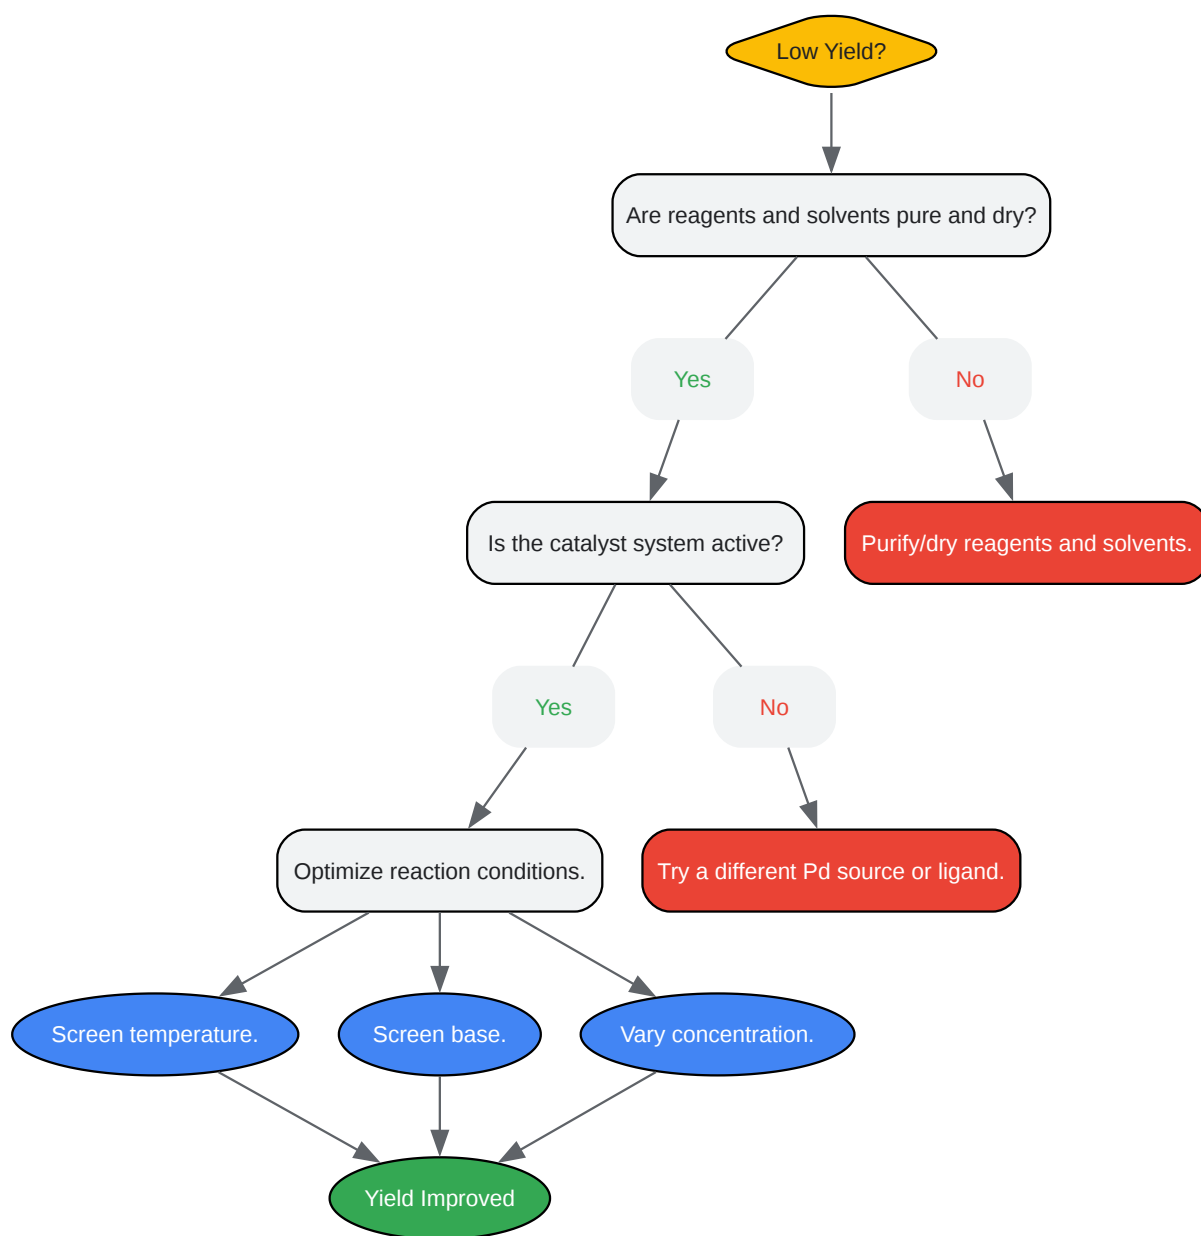 Low Yield?
Are reagents and solvents pure and dry?
Yes
No
Is the catalyst system active?
Purify/dry reagents and solvents.
Yes
No
Optimize reaction conditions.
Try a different Pd source or ligand.
Screen temperature.
Screen base.
Vary concentration.
Yield Improved